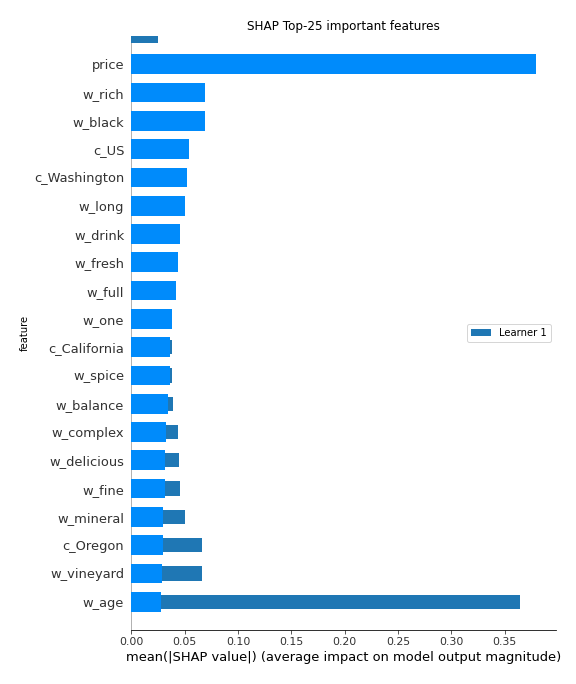 SHAP Top-25 important features
price
w_rich
w_black
c_US
c_Washington
w_long
w_drink
w_fresh
w_full
w_one
c_California
w_spice
w_balance
w_complex
w_delicious
w_fine
w_mineral
c_Oregon
w_vineyard
w_age
feature
Learner 1
0.00 0.05 0.10 0.15 0.20 0.25 0.30 0.35
mean(|SHAP value|) (average impact on model output magnitude)